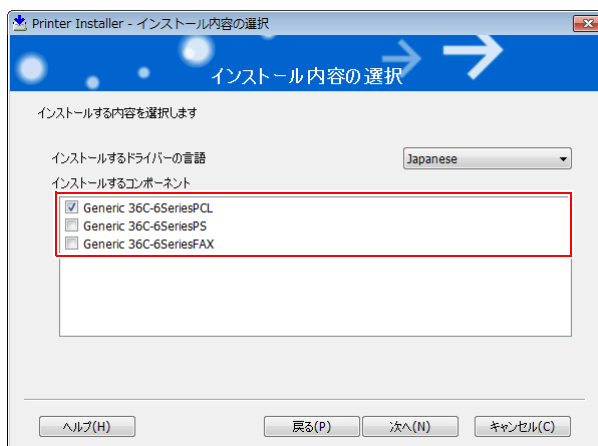 Printer Installer - インストール内容の選択
インストール内容の選択
インストールする内容を選択します
インストールするドライバーの言語
Japanese
インストールするコンポーネント
Generic 36C-6SeriesPCL
Generic 36C-6SeriesPS
Generic 36C-6SeriesFAX
ヘルプ(H)
戻る(P)
次へ(N)
キャンセル(C)